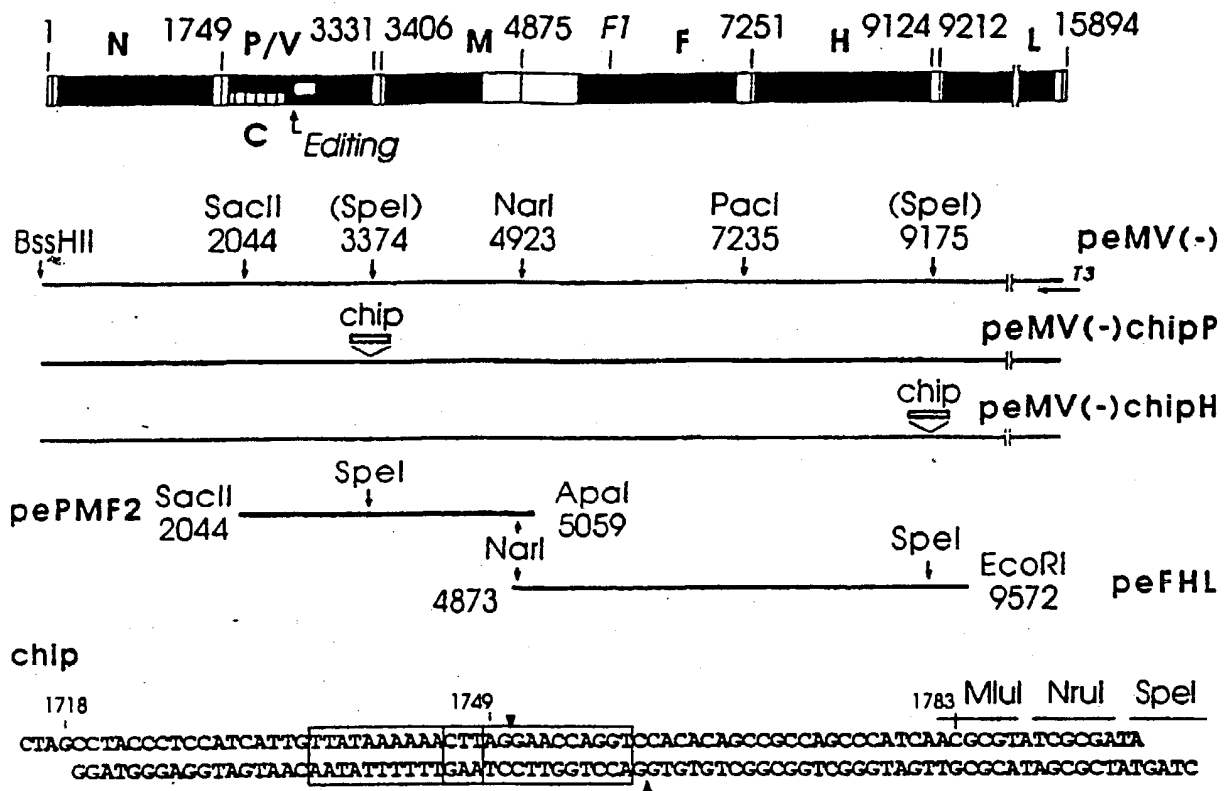 1 N 1749 P/V 3331 3406 M 4875 F1 F 7251 H 9124 9212 L 15894
C Editing
BssHII SacII 2044 (SpeI) 3374 NarI 4923 PacI 7235 (SpeI) 9175 peMV(-)
T3
chip peMV(-)chipP
chip peMV(-)chipH
pePMF2 SacII 2044 SpeI ApaI 5059
NarI
4873 SpeI EcoRI 9572 peFHL
chip
1718 1749 1783 MluI NruI SpeI
CTAGCCTACCCTCCATCATTGTTATAAAAAACTTAGGAACCAGGTCCACACAGCCGCCAGCCCATCAACGCGTATCGCGATA
GGATGGGAGGTAGTAACAATATTTTTTGAATCCTTGGTCCAGGTGTGTCGGCGGTCGGGTAGTTGCGCATAGCGCTATGATC